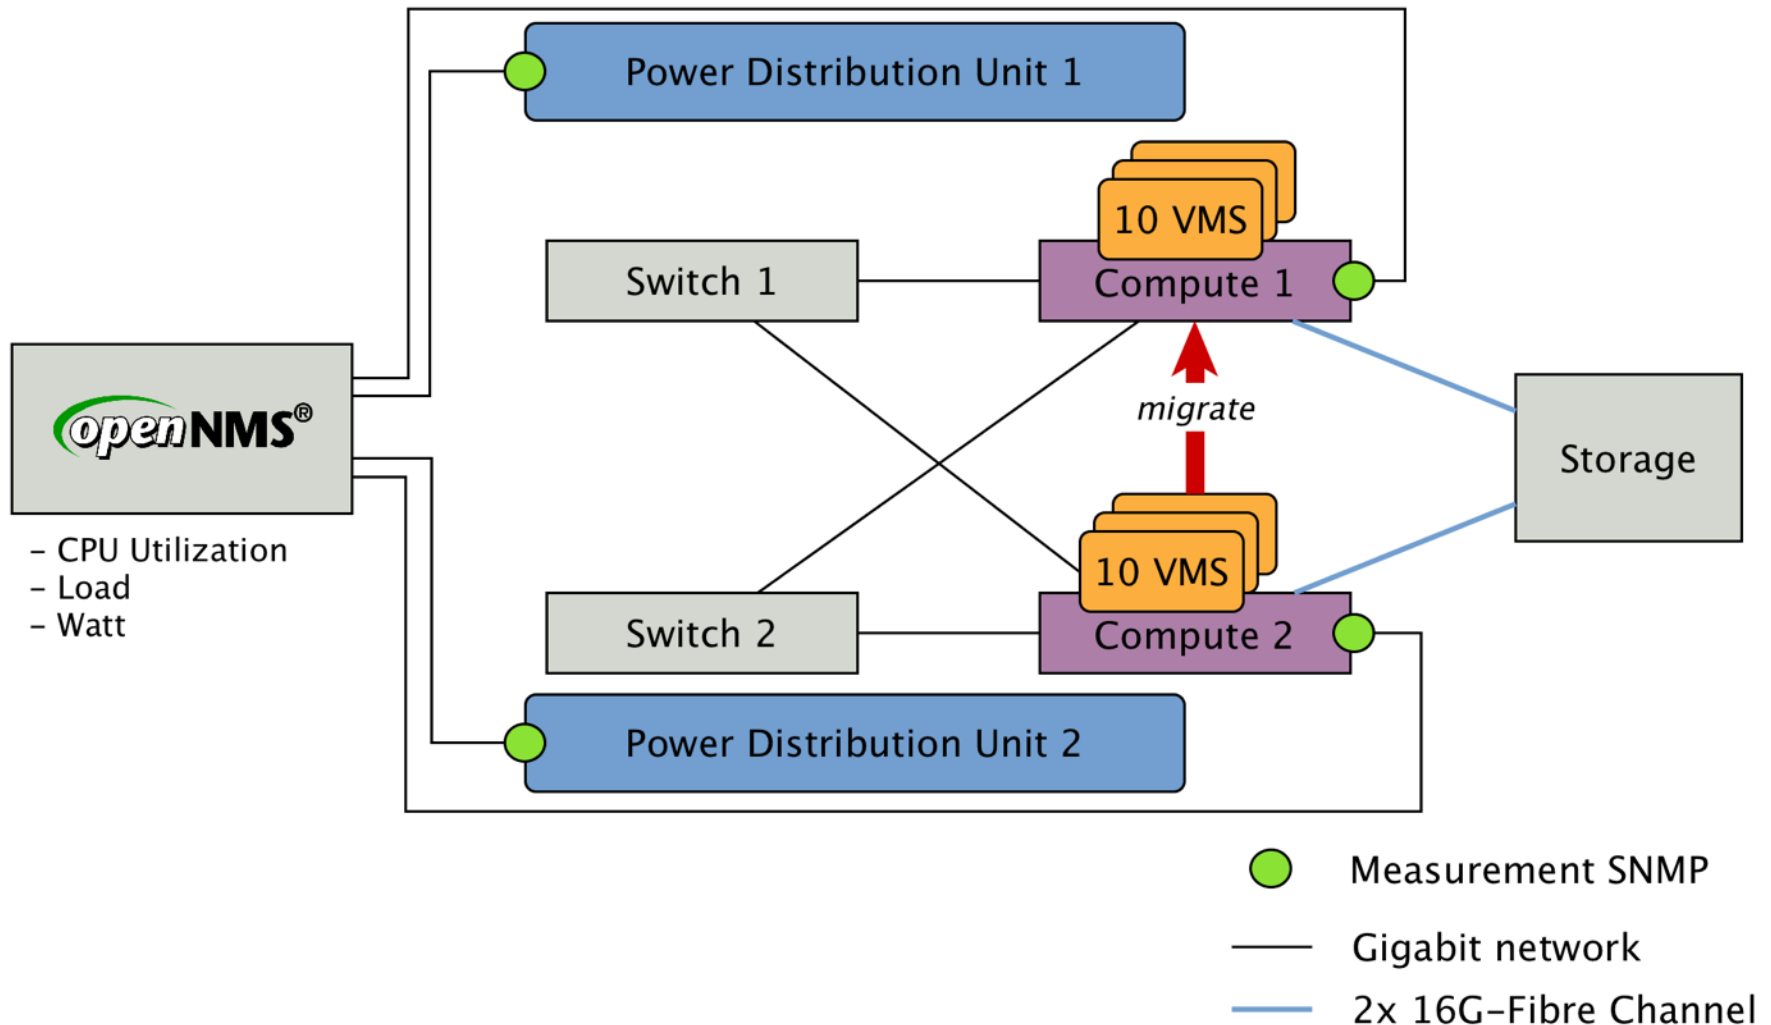 Power Distribution Unit 1
10 VMS
Switch 1
Compute 1
openNMS®
migrate
Storage
– CPU Utilization
– Load
– Watt
10 VMS
Switch 2
Compute 2
Power Distribution Unit 2
Measurement SNMP
Gigabit network
2x 16G–Fibre Channel